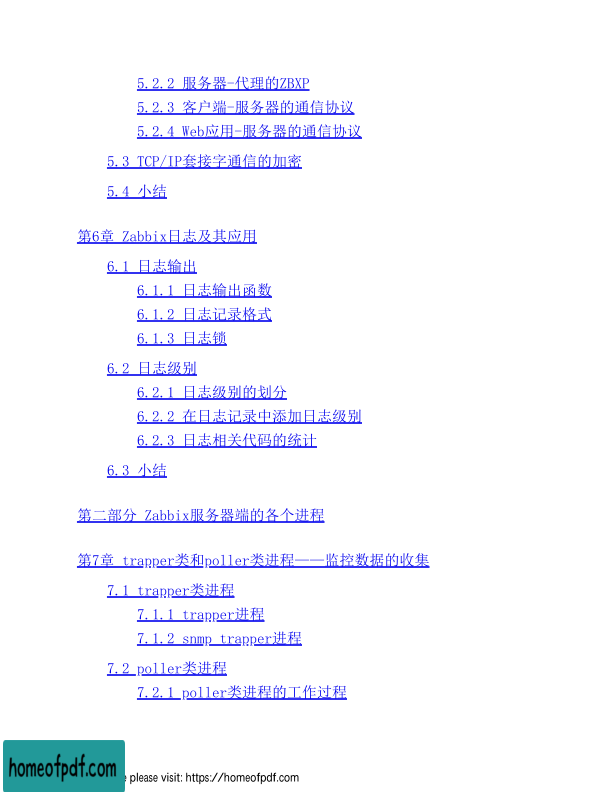 5.2.2 服务器-代理的ZBXP
5.2.3 客户端-服务器的通信协议
5.2.4 Web应用-服务器的通信协议
5.3 TCP/IP套接字通信的加密
5.4 小结
第6章 Zabbix日志及其应用
6.1 日志输出
6.1.1 日志输出函数
6.1.2 日志记录格式
6.1.3 日志锁
6.2 日志级别
6.2.1 日志级别的划分
6.2.2 在日志记录中添加日志级别
6.2.3 日志相关代码的统计
6.3 小结
第二部分 Zabbix服务器端的各个进程
第7章 trapper类和poller类进程——监控数据的收集
7.1 trapper类进程
7.1.1 trapper进程
7.1.2 snmp trapper进程
7.2 poller类进程
7.2.1 poller类进程的工作过程
homeofpdf.com
please visit: https://homeofpdf.com